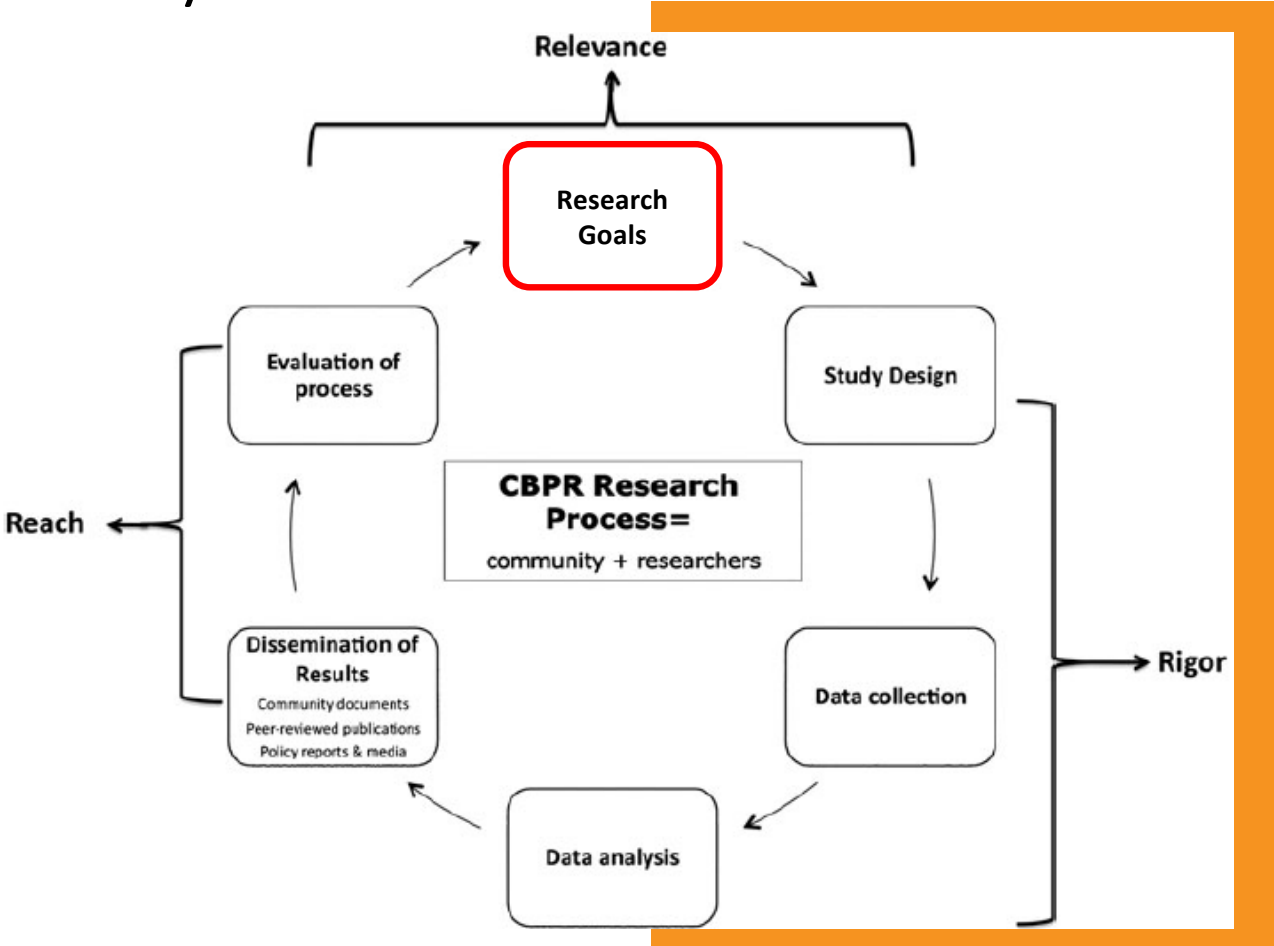 Relevance
Research
Goals
Evaluation of
process
Study Design
CBPR Research
Process=
community + researchers
Reach
Dissemination of
Results
Community documents
Peer-reviewed publications
Policy reports & media
Data collection
Rigor
Data analysis